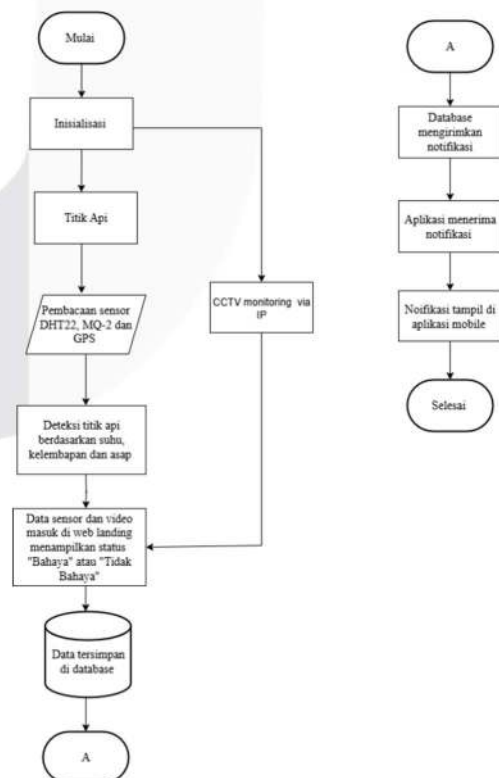 Mulai
Inisialisasi
Titik Api
Pembacaan sensor
DHT22, MQ-2 dan
GPS
CCTV monitoring via
IP
Deteksi titik api
berdasarkan suhu,
kelembapan dan asap
Data sensor dan video
masuk di web landing
menampilkan status
"Bahaya" atau "Tidak
Bahaya"
Data tersimpan
di database
A
A
Database
mengirimkan
notifikasi
Aplikasi menerima
notifikasi
Noifikasi tampil di
aplikasi mobile
Selesai